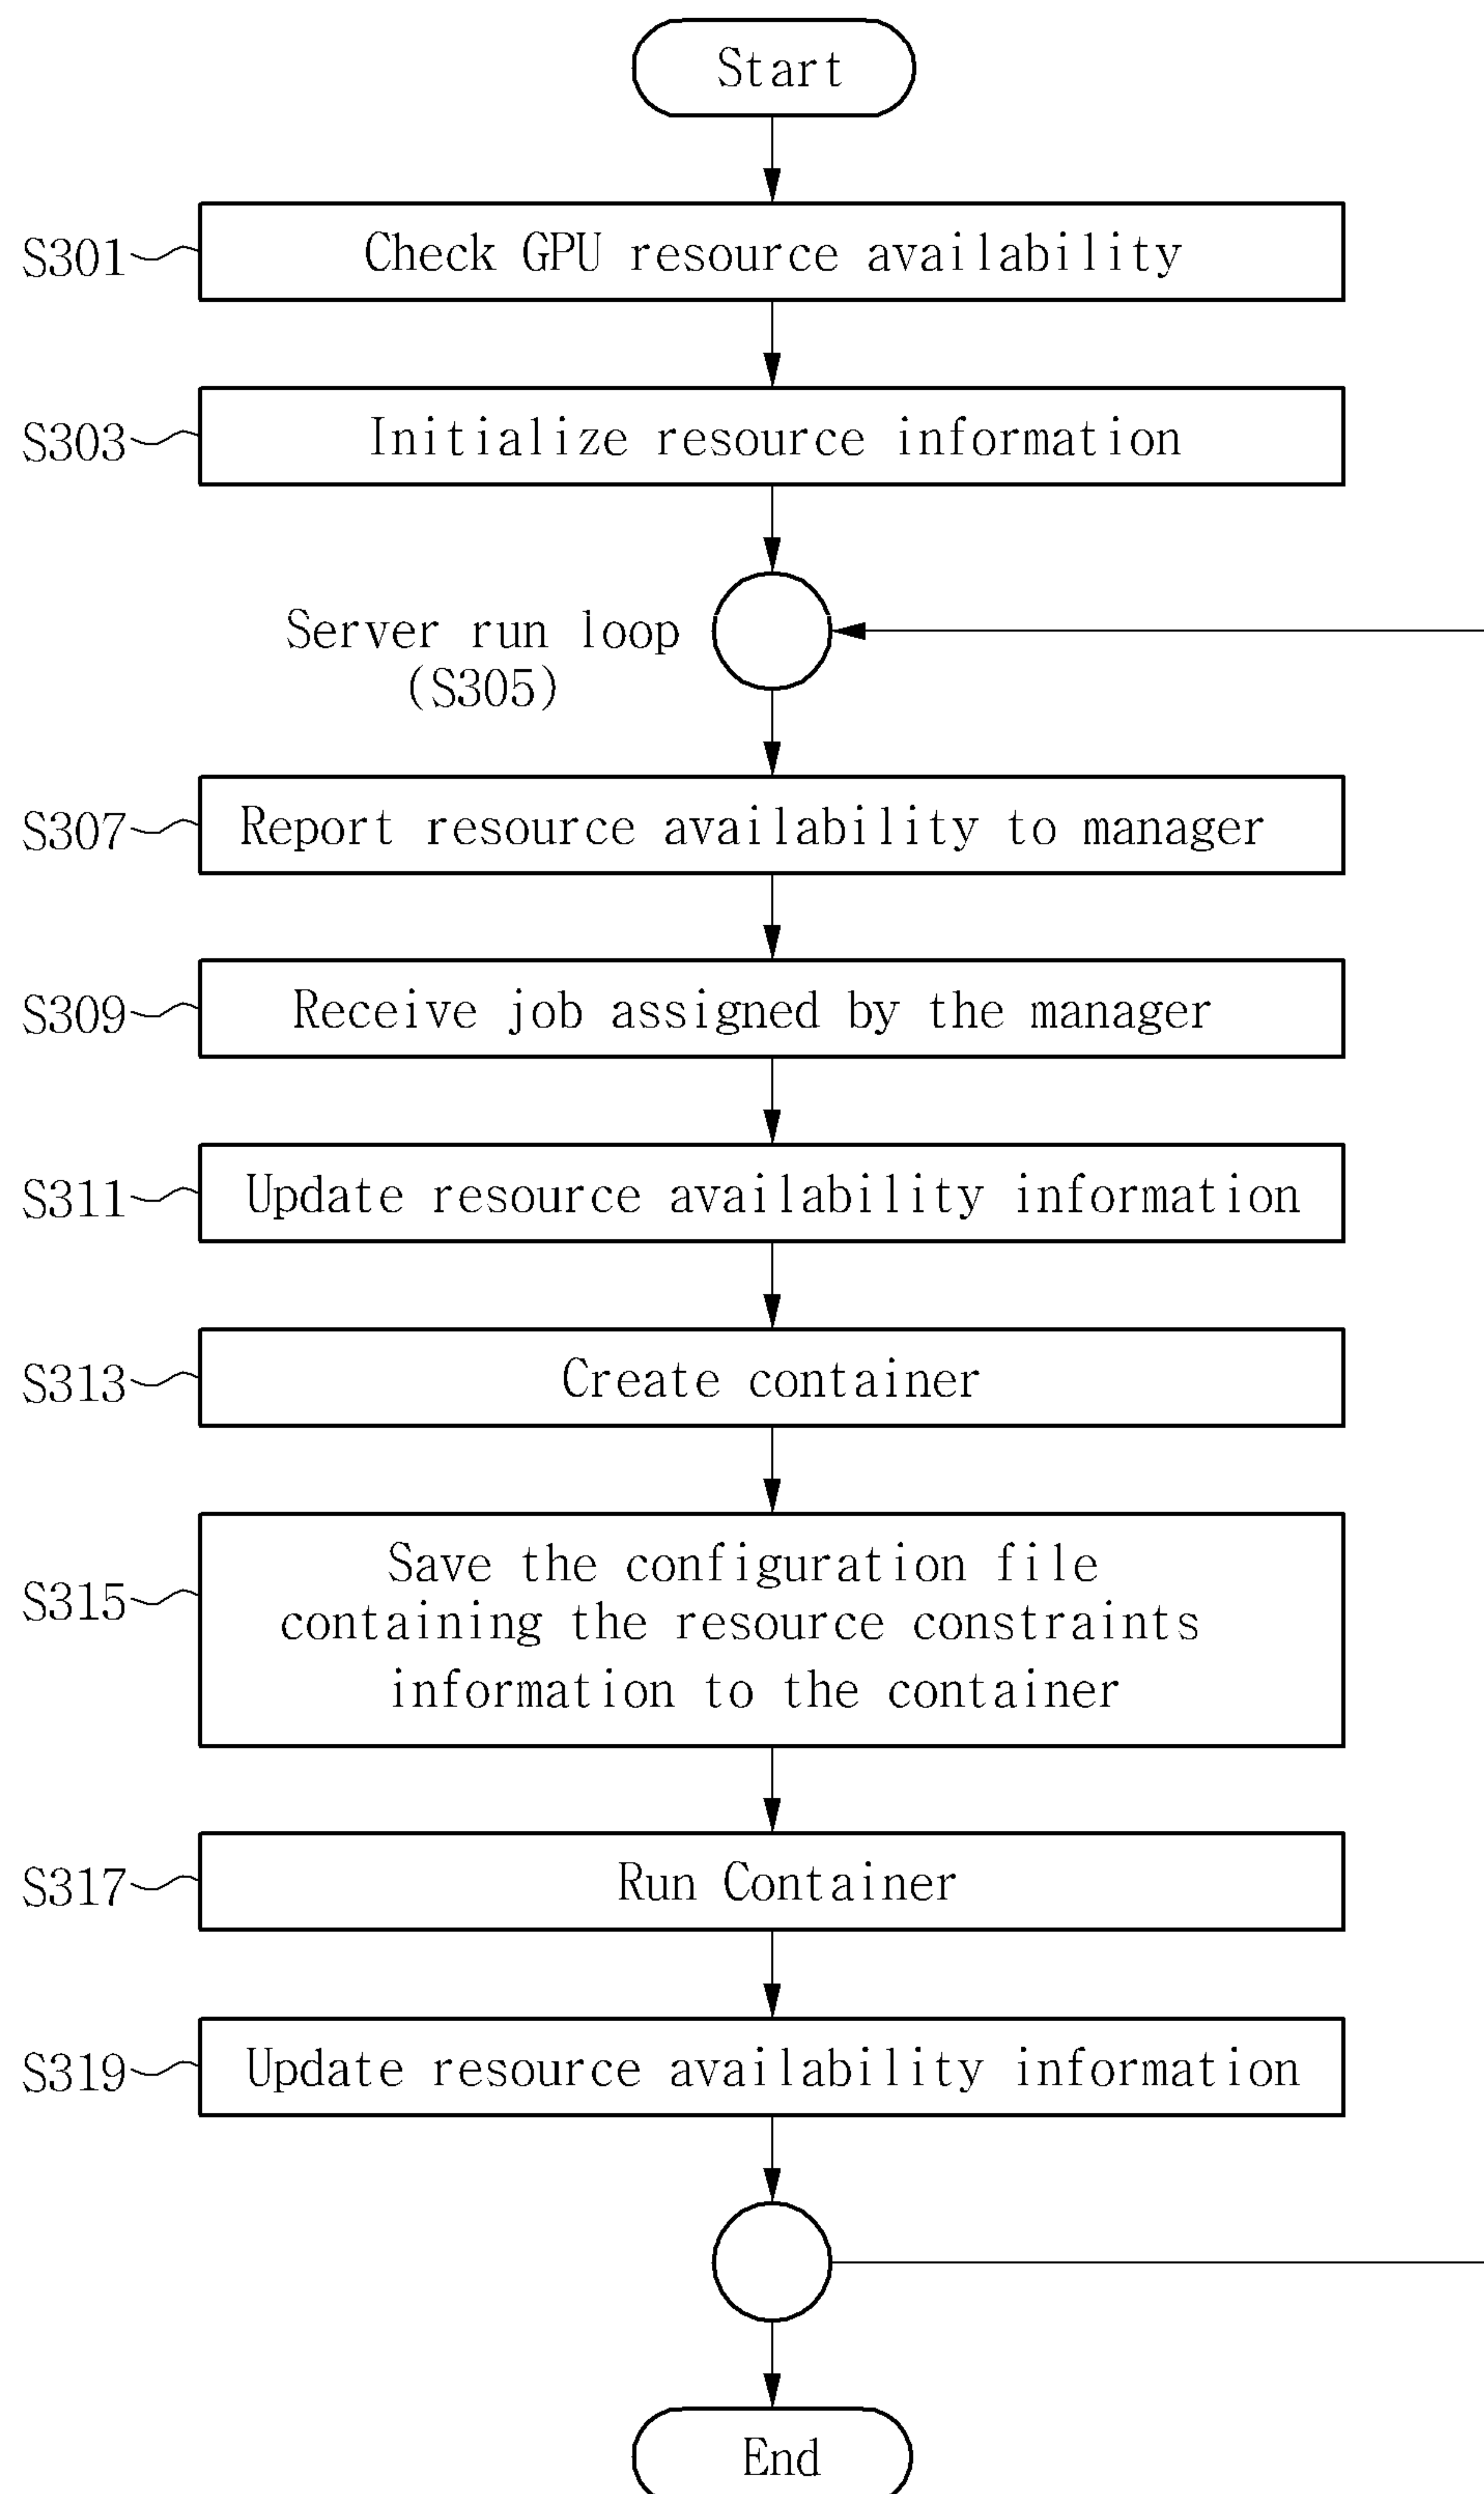 Start
S301
Check GPU resource availability
S303
Initialize resource information
Server run loop
(S305)
S307
Report resource availability to manager
S309
Receive job assigned by the manager
S311
Update resource availability information
S313
Create container
S315
Save the configuration file
containing the resource constraints
information to the container
S317
Run Container
S319
Update resource availability information
End